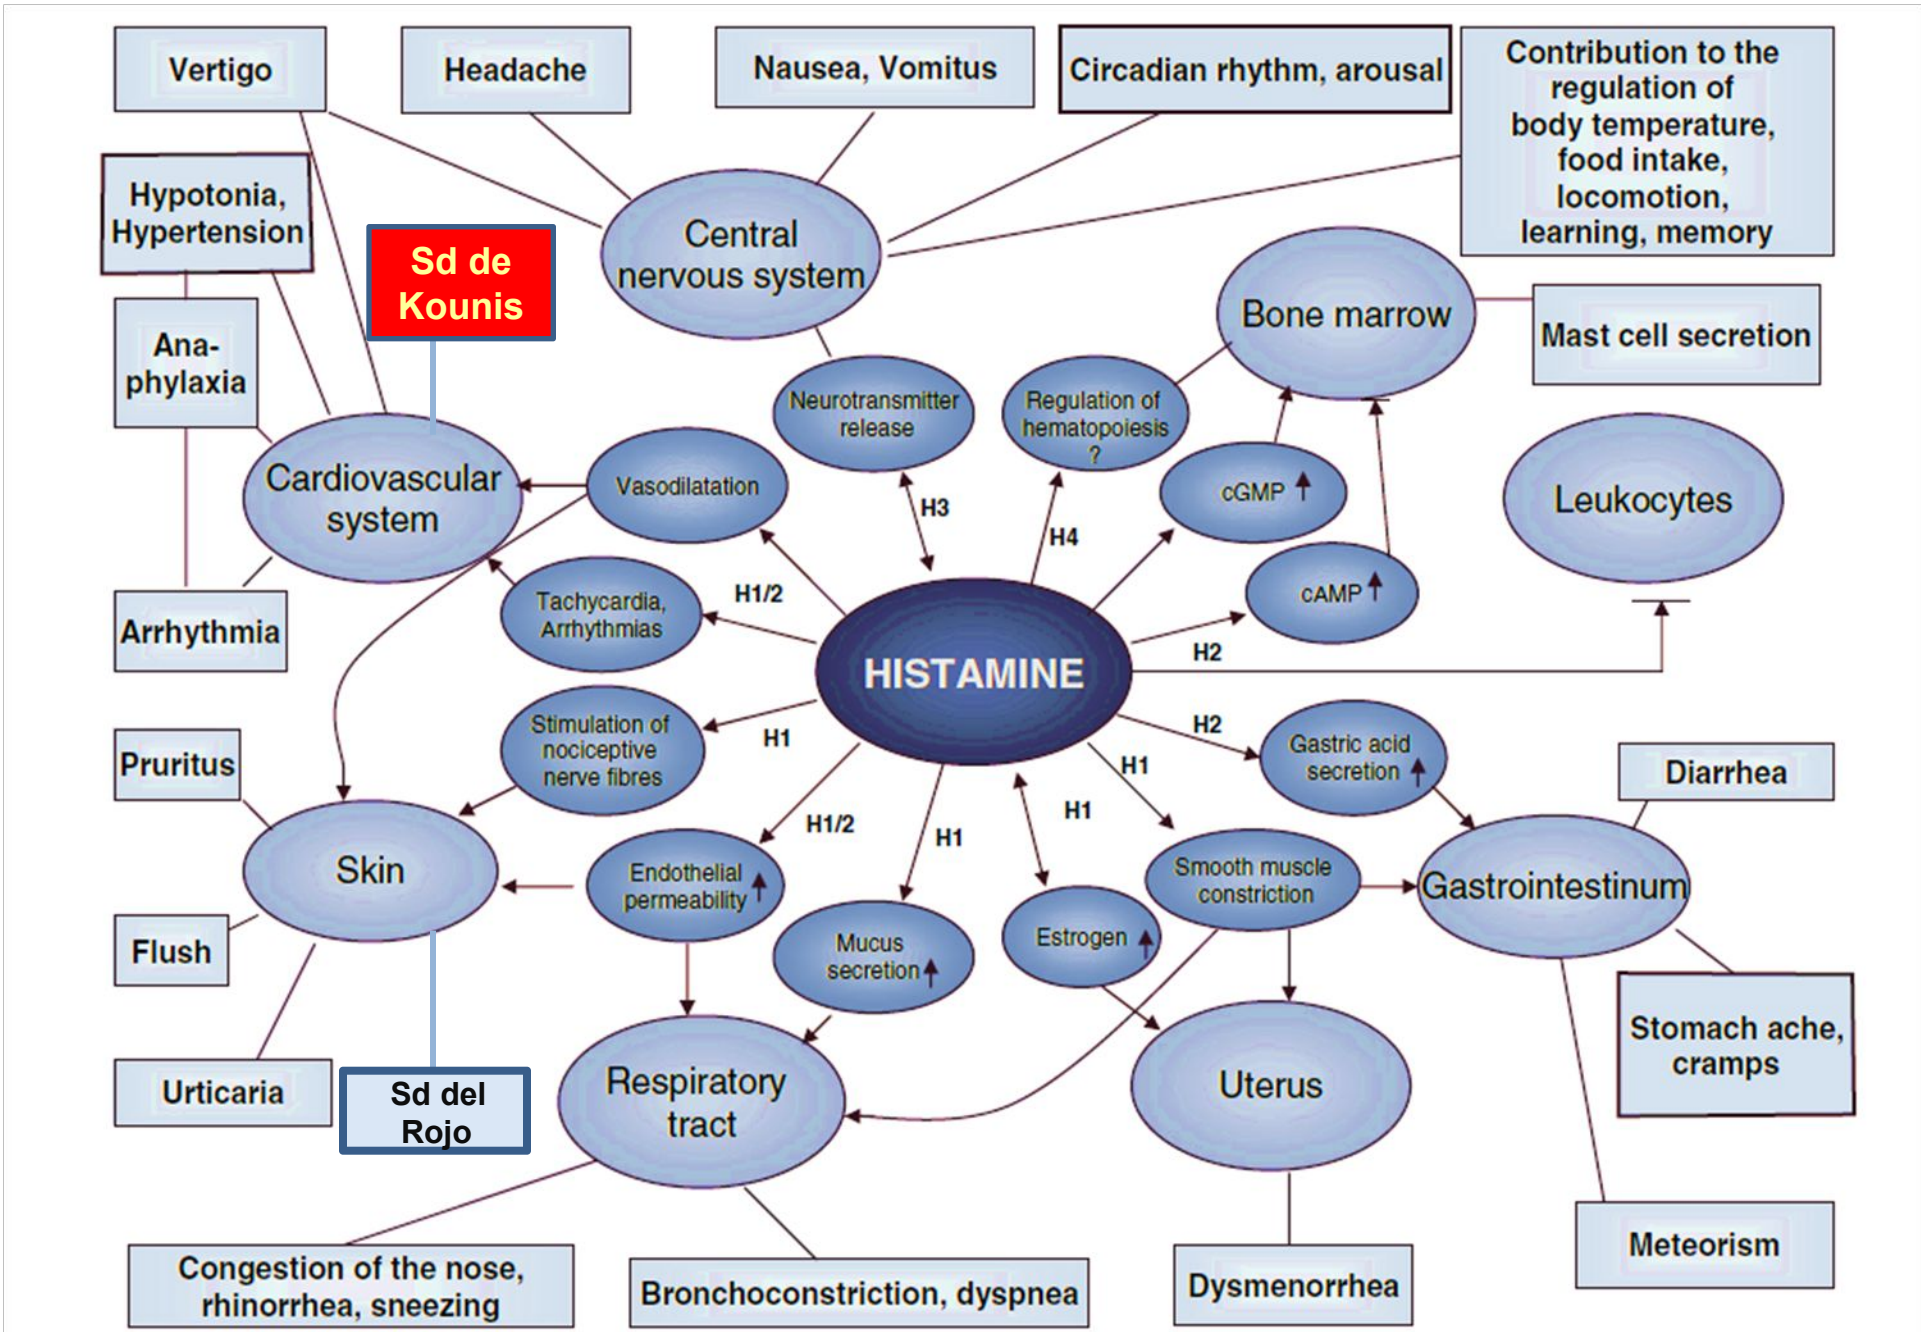 Vertigo
Headache
Nausea, Vomitus
Circadian rhythm, arousal
Contribution to the
regulation of
body temperature,
food intake,
locomotion,
learning, memory
Hypotonia,
Hypertension
Sd de
Kounis
Central
nervous system
Bone marrow
Mast cell secretion
Ana-
phylaxia
Neurotransmitter
release
Regulation of
hematopoiesis
?
Cardiovascular
system
Vasodilatation
H3
H4
cGMP ↑
Leukocytes
Arrhythmia
Tachycardia,
Arrhythmias
H1/2
cAMP ↑
H2
HISTAMINE
Pruritus
Stimulation of
nociceptive
nerve fibres
H1
H2
Gastric acid
secretion ↑
H1
Diarrhea
Skin
H1/2
H1
H1
Endothelial
permeability ↑
Smooth muscle
constriction
Gastrointestinum
Flush
Mucus
secretion ↑
Estrogen ↑
Stomach ache,
cramps
Urticaria
Sd del
Rojo
Respiratory
tract
Uterus
Meteorism
Congestion of the nose,
rhinorrhea, sneezing
Bronchoconstriction, dyspnea
Dysmenorrhea